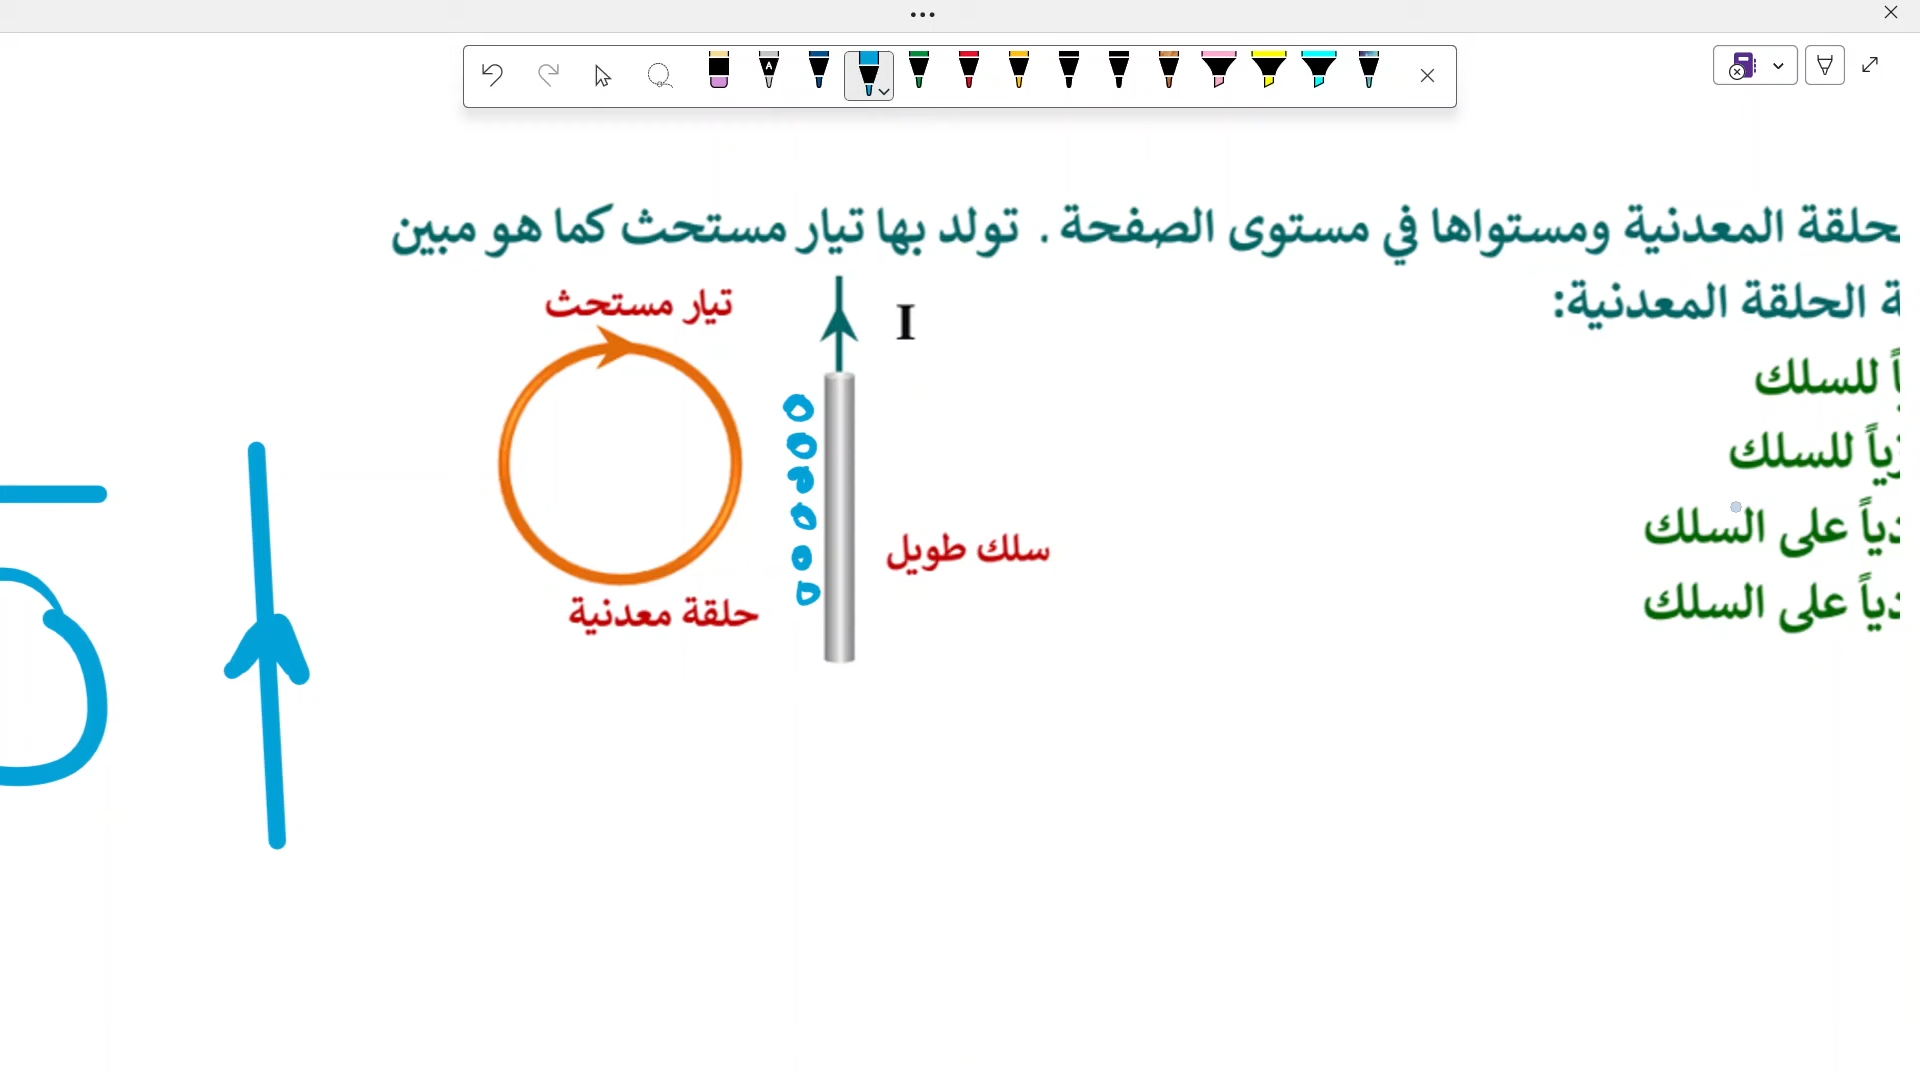 الحلقة المعدنية ومستواها في مستوى الصفحة . تولد بها تيار مستحث كما هو مبين
الحلقة المعدنية:
تيار مستحث
I
للسلك
للسلك
على السلك
سلك طويل
على السلك
حلقة معدنية